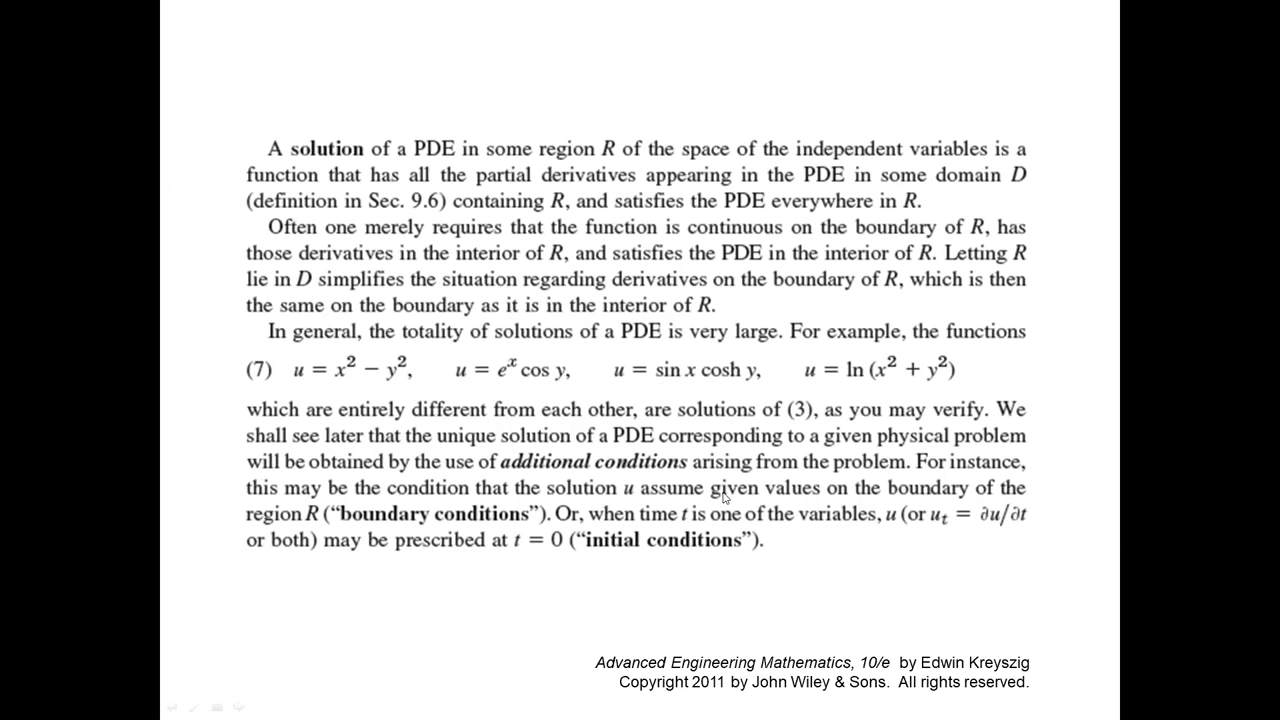 A solution of a PDE in some region R of the space of the independent variables is a
function that has all the partial derivatives appearing in the PDE in some domain D
(definition in Sec. 9.6) containing R, and satisfies the PDE everywhere in R.
Often one merely requires that the function is continuous on the boundary of R, has
those derivatives in the interior of R, and satisfies the PDE in the interior of R. Letting R
lie in D simplifies the situation regarding derivatives on the boundary of R, which is then
the same on the boundary as it is in the interior of R.
In general, the totality of solutions of a PDE is very large. For example, the functions
(7) u = x² − y², u = eˣ cos y, u = sin x cosh y, u = ln (x² + y²)
which are entirely different from each other, are solutions of (3), as you may verify. We
shall see later that the unique solution of a PDE corresponding to a given physical problem
will be obtained by the use of additional conditions arising from the problem. For instance,
this may be the condition that the solution u assume given values on the boundary of the
region R (“boundary conditions”). Or, when time t is one of the variables, u (or uₜ = ∂u/∂t
or both) may be prescribed at t = 0 (“initial conditions”).
Advanced Engineering Mathematics, 10/e by Edwin Kreyszig
Copyright 2011 by John Wiley & Sons. All rights reserved.